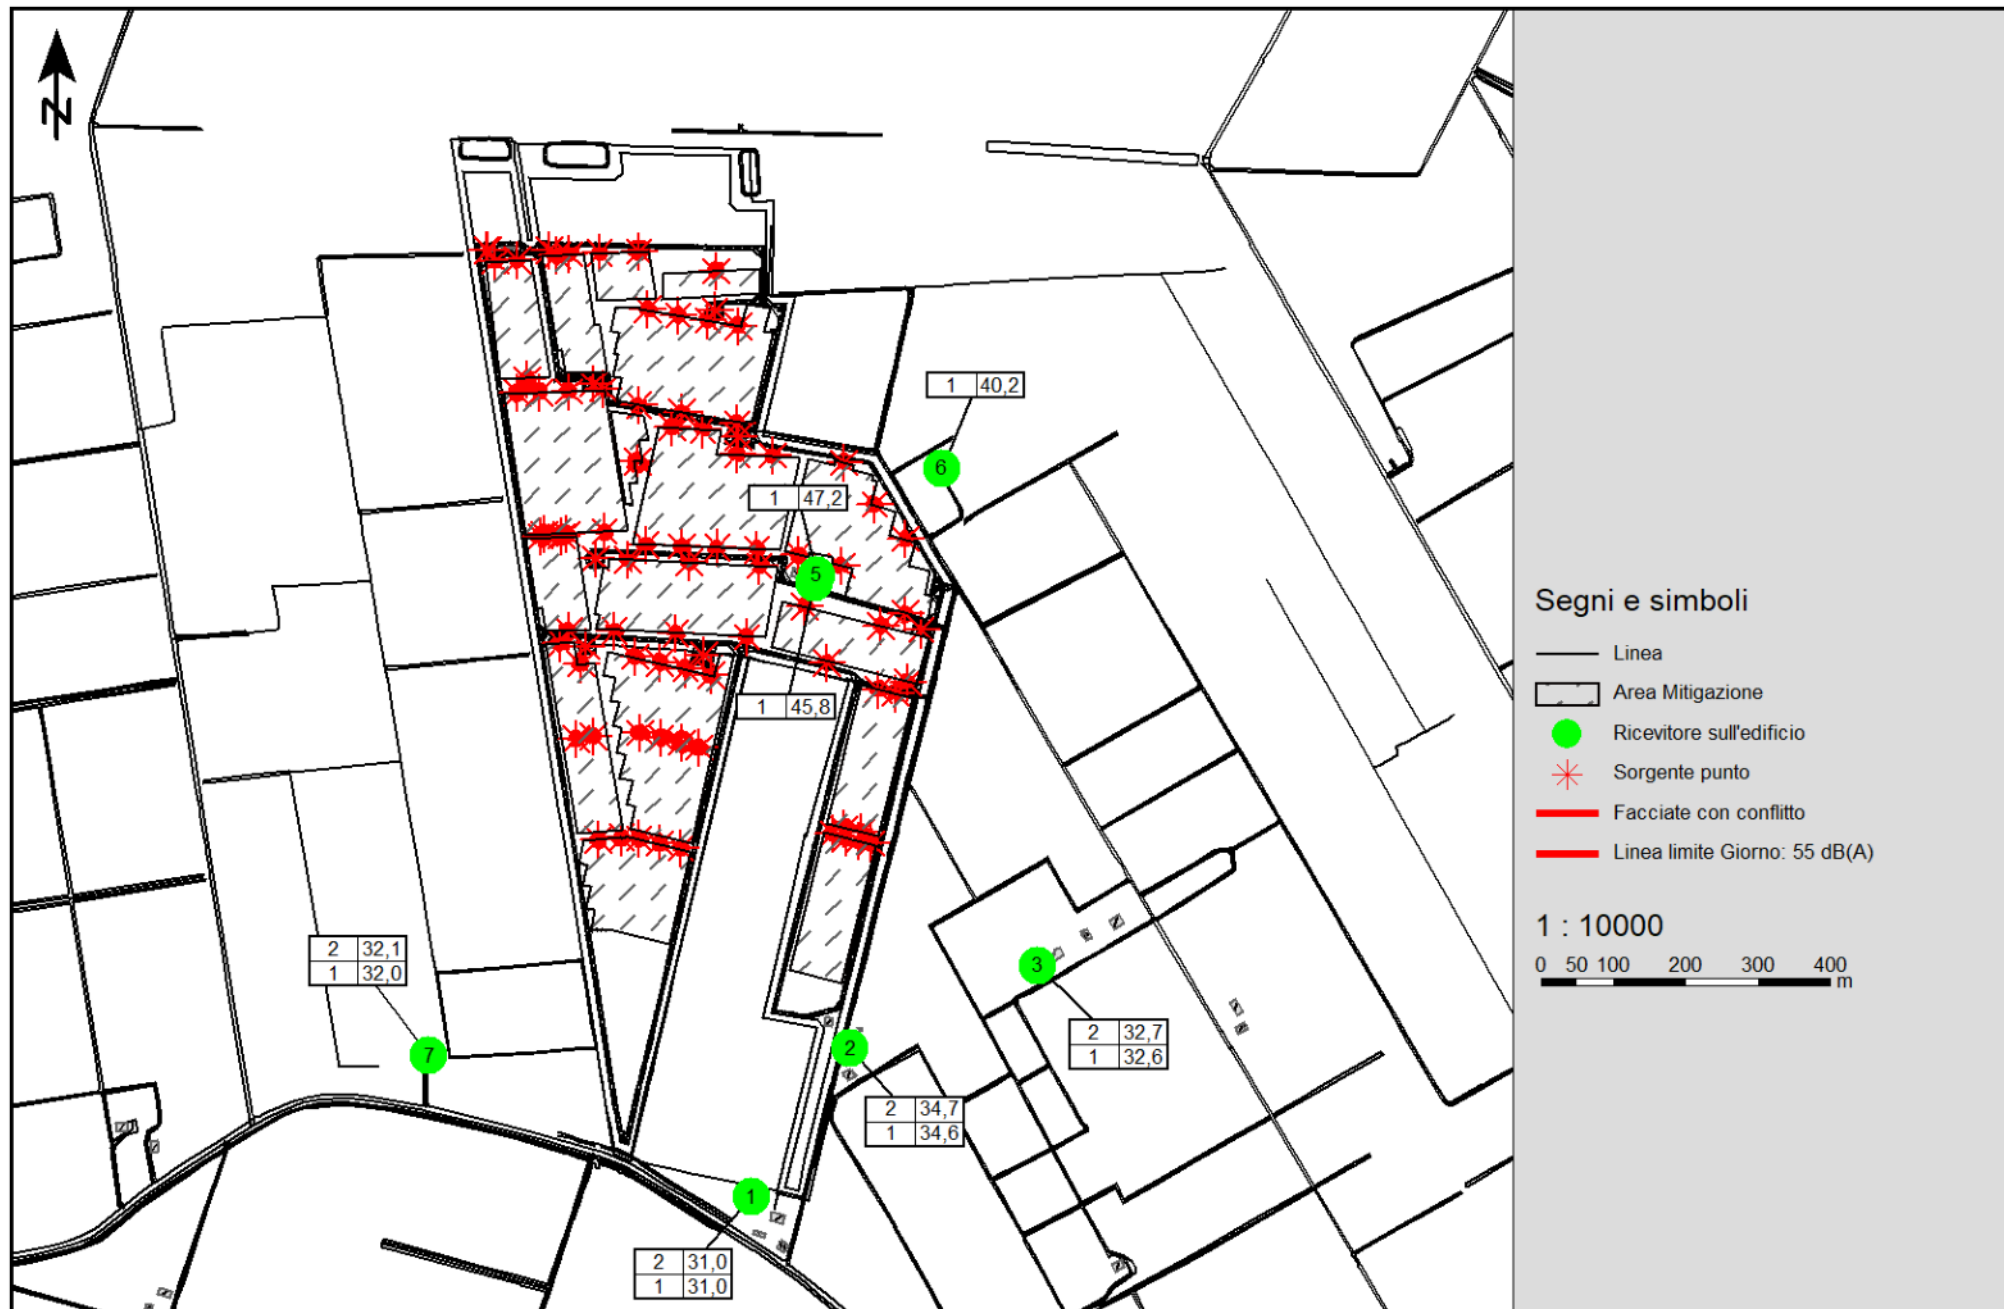 N
1 40,2
6
1 47,2
5
1 45,8
2 32,1
1 32,0
7
3
2 32,7
1 32,6
2
2 34,7
1 34,6
1
2 31,0
1 31,0
Segni e simboli
Linea
Area Mitigazione
Ricevitore sull'edificio
Sorgente punto
Facciate con conflitto
Linea limite Giorno: 55 dB(A)
1 : 10000
0 50 100 200 300 400
m